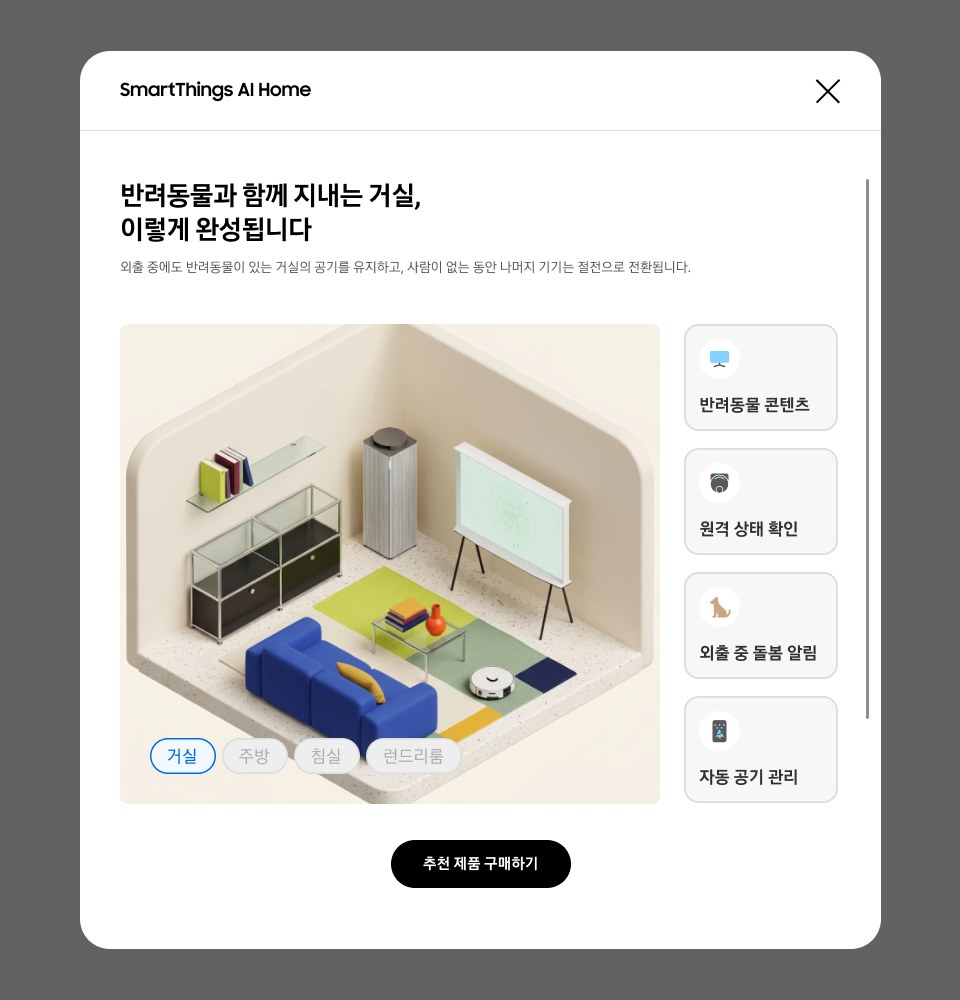 SmartThings AI Home
반려동물과 함께 지내는 거실,
이렇게 완성됩니다
외출 중에도 반려동물이 있는 거실의 공기를 유지하고, 사람이 없는 동안 나머지 기기는 절전으로 전환됩니다.
반려동물 콘텐츠
원격 상태 확인
외출 중 돌봄 알림
자동 공기 관리
거실 주방 침실 런드리룸
추천 제품 구매하기